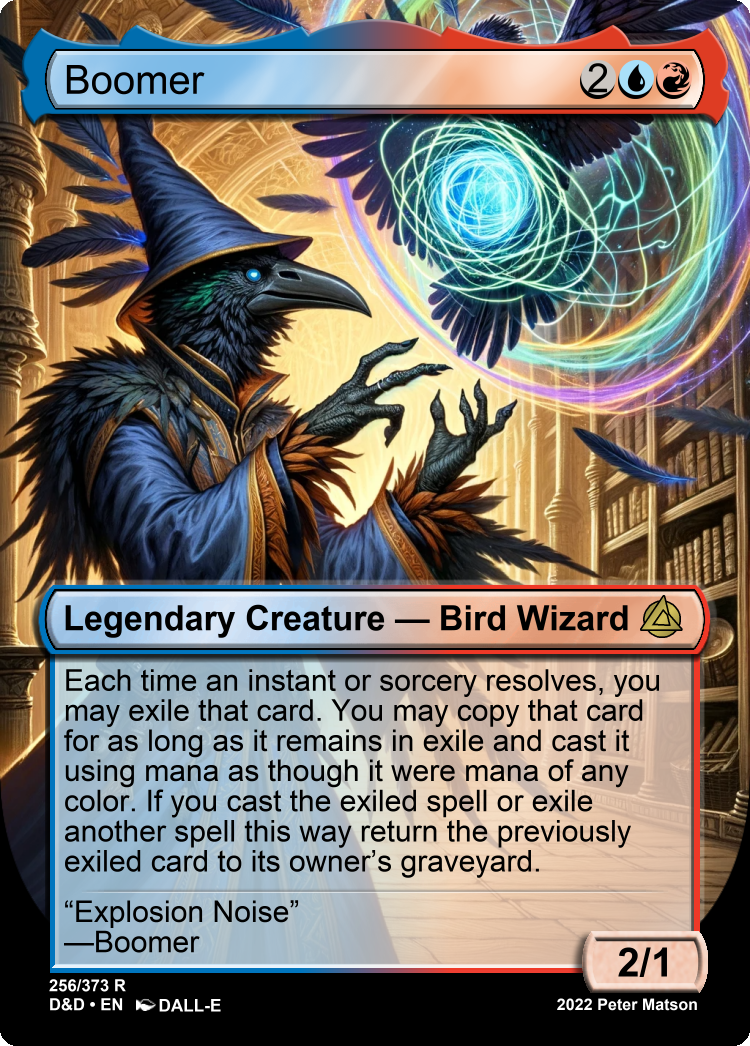 Boomer 2
Legendary Creature — Bird Wizard
Each time an instant or sorcery resolves, you
may exile that card. You may copy that card
for as long as it remains in exile and cast it
using mana as though it were mana of any
color. If you cast the exiled spell or exile
another spell this way return the previously
exiled card to its owner’s graveyard.
“Explosion Noise”
—Boomer
2/1
256/373 R
D&D • EN DALL-E 2022 Peter Matson